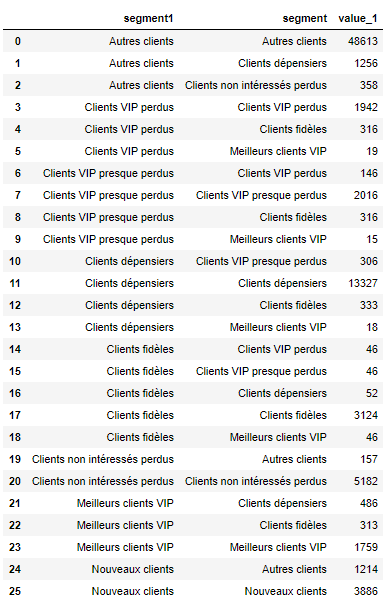 segment1 segment value_1
0 Autres clients Autres clients 48613
1 Autres clients Clients dépensiers 1256
2 Autres clients Clients non intéressés perdus 358
3 Clients VIP perdus Clients VIP perdus 1942
4 Clients VIP perdus Clients fidèles 316
5 Clients VIP perdus Meilleurs clients VIP 19
6 Clients VIP presque perdus Clients VIP perdus 146
7 Clients VIP presque perdus Clients VIP presque perdus 2016
8 Clients VIP presque perdus Clients fidèles 316
9 Clients VIP presque perdus Meilleurs clients VIP 15
10 Clients dépensiers Clients VIP presque perdus 306
11 Clients dépensiers Clients dépensiers 13327
12 Clients dépensiers Clients fidèles 333
13 Clients dépensiers Meilleurs clients VIP 18
14 Clients fidèles Clients VIP perdus 46
15 Clients fidèles Clients VIP presque perdus 46
16 Clients fidèles Clients dépensiers 52
17 Clients fidèles Clients fidèles 3124
18 Clients fidèles Meilleurs clients VIP 46
19 Clients non intéressés perdus Autres clients 157
20 Clients non intéressés perdus Clients non intéressés perdus 5182
21 Meilleurs clients VIP Clients dépensiers 486
22 Meilleurs clients VIP Clients fidèles 313
23 Meilleurs clients VIP Meilleurs clients VIP 1759
24 Nouveaux clients Autres clients 1214
25 Nouveaux clients Nouveaux clients 3886